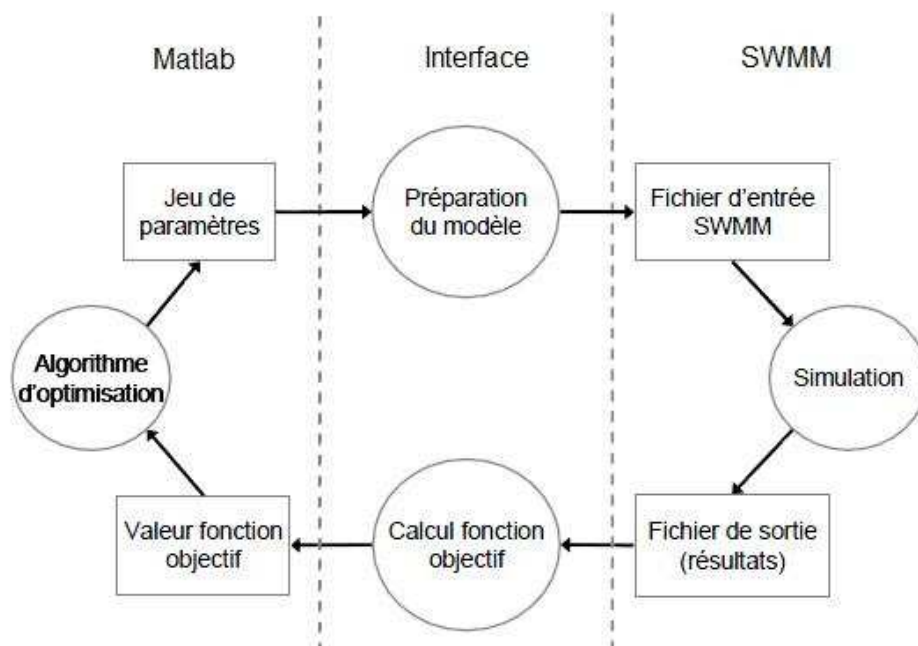 Matlab
Interface
SWMM
Jeu de
paramètres
Préparation
du modèle
Fichier d'entrée
SWMM
Algorithme
d'optimisation
Simulation
Valeur fonction
objectif
Calcul fonction
objectif
Fichier de sortie
(résultats)